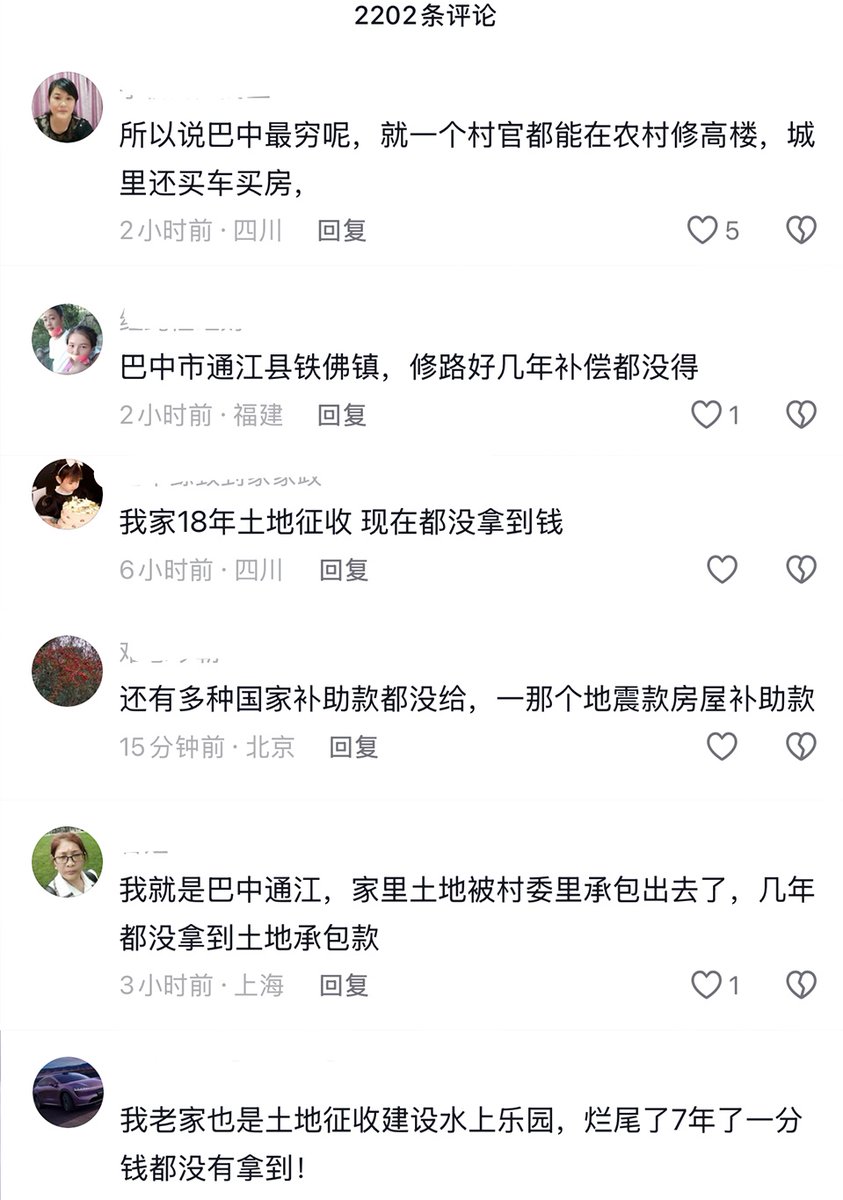 2202条评论
所以说巴中最穷呢，就一个村官都能在农村修高楼，城
里还买车买房，
2小时前·四川 回复
5
巴中市通江县铁佛镇，修路好几年补偿都没得
2小时前·福建 回复
1
我家18年土地征收 现在都没拿到钱
6小时前·四川 回复
还有多种国家补助款都没给，一那个地震款房屋补助款
15分钟前·北京 回复
我就是巴中通江，家里土地被村委里承包出去了，几年
都没拿到土地承包款
3小时前·上海 回复
1
我老家也是土地征收建设水上乐园，烂尾了7年了一分
钱都没有拿到！